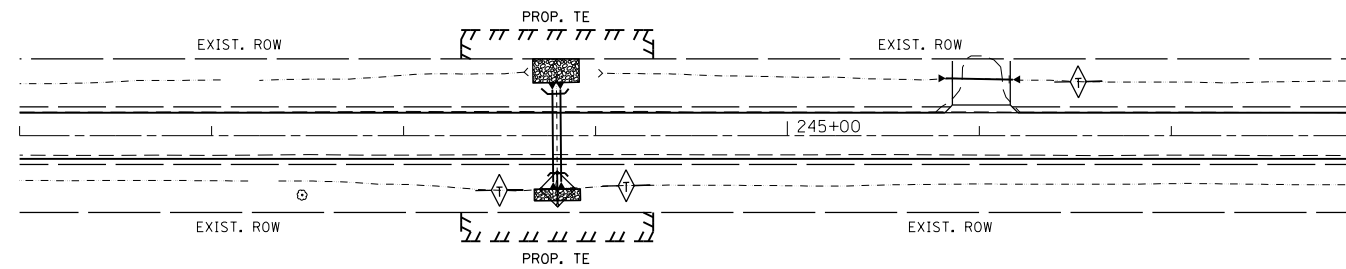 PROP. TE
EXIST. ROW
EXIST. ROW
T
245+00
T
T
EXIST. ROW
EXIST. ROW
PROP. TE